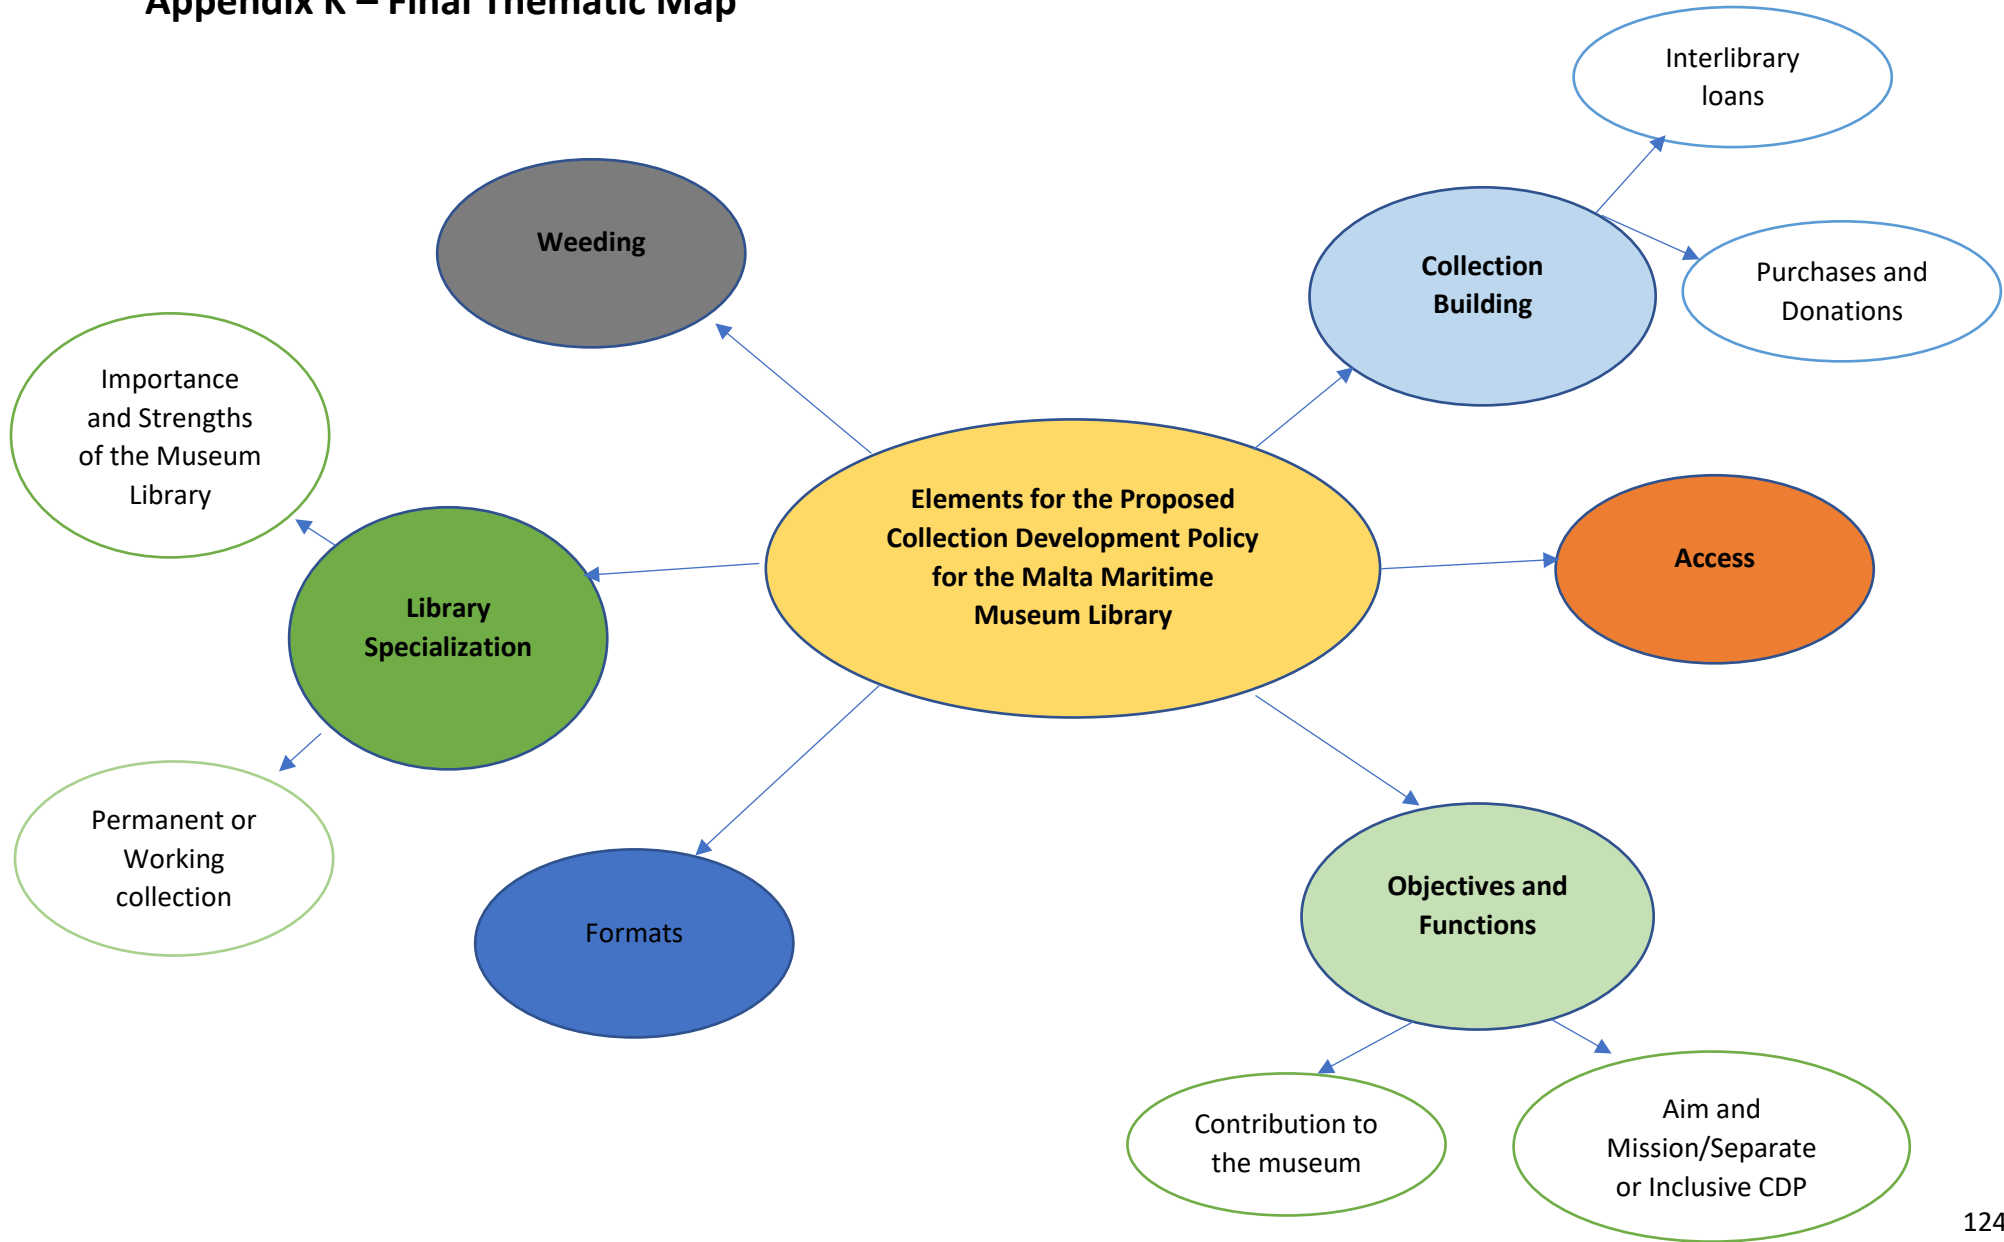 Appendix K – Final Thematic Map
Interlibrary
loans
Weeding
Collection
Building
Purchases and
Donations
Importance
and Strengths
of the Museum
Library
Elements for the Proposed
Collection Development Policy
for the Malta Maritime
Museum Library
Access
Library
Specialization
Permanent or
Working
collection
Formats
Objectives and
Functions
Contribution to
the museum
Aim and
Mission/Separate
or Inclusive CDP
124